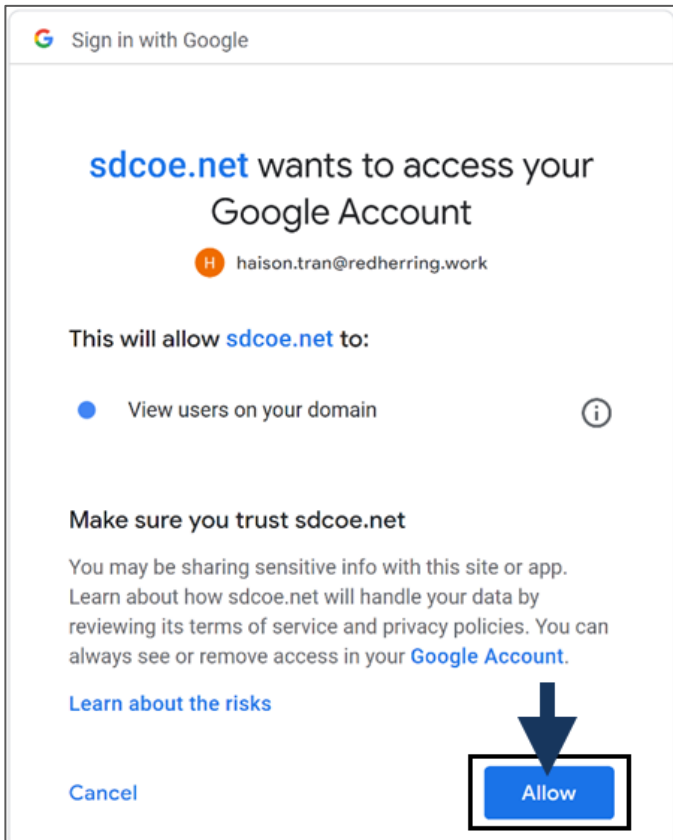 Sign in with Google
sdcoe.net wants to access your
Google Account
H haison.tran@redherring.work
This will allow sdcoe.net to:
View users on your domain
Make sure you trust sdcoe.net
You may be sharing sensitive info with this site or app.
Learn about how sdcoe.net will handle your data by
reviewing its terms of service and privacy policies. You can
always see or remove access in your Google Account.
Learn about the risks
Cancel Allow